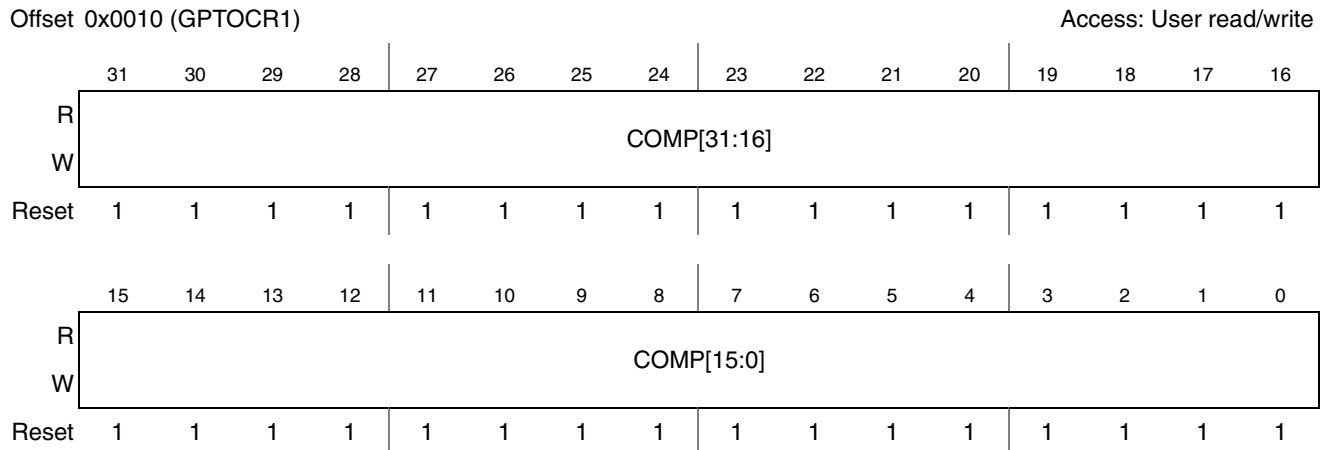 Offset 0x0010 (GPTOCR1) Access: User read/write
31 30 29 28 27 26 25 24 23 22 21 20 19 18 17 16
R
COMP[31:16]
W
Reset 1 1 1 1 1 1 1 1 1 1 1 1 1 1 1 1
15 14 13 12 11 10 9 8 7 6 5 4 3 2 1 0
R
COMP[15:0]
W
Reset 1 1 1 1 1 1 1 1 1 1 1 1 1 1 1 1